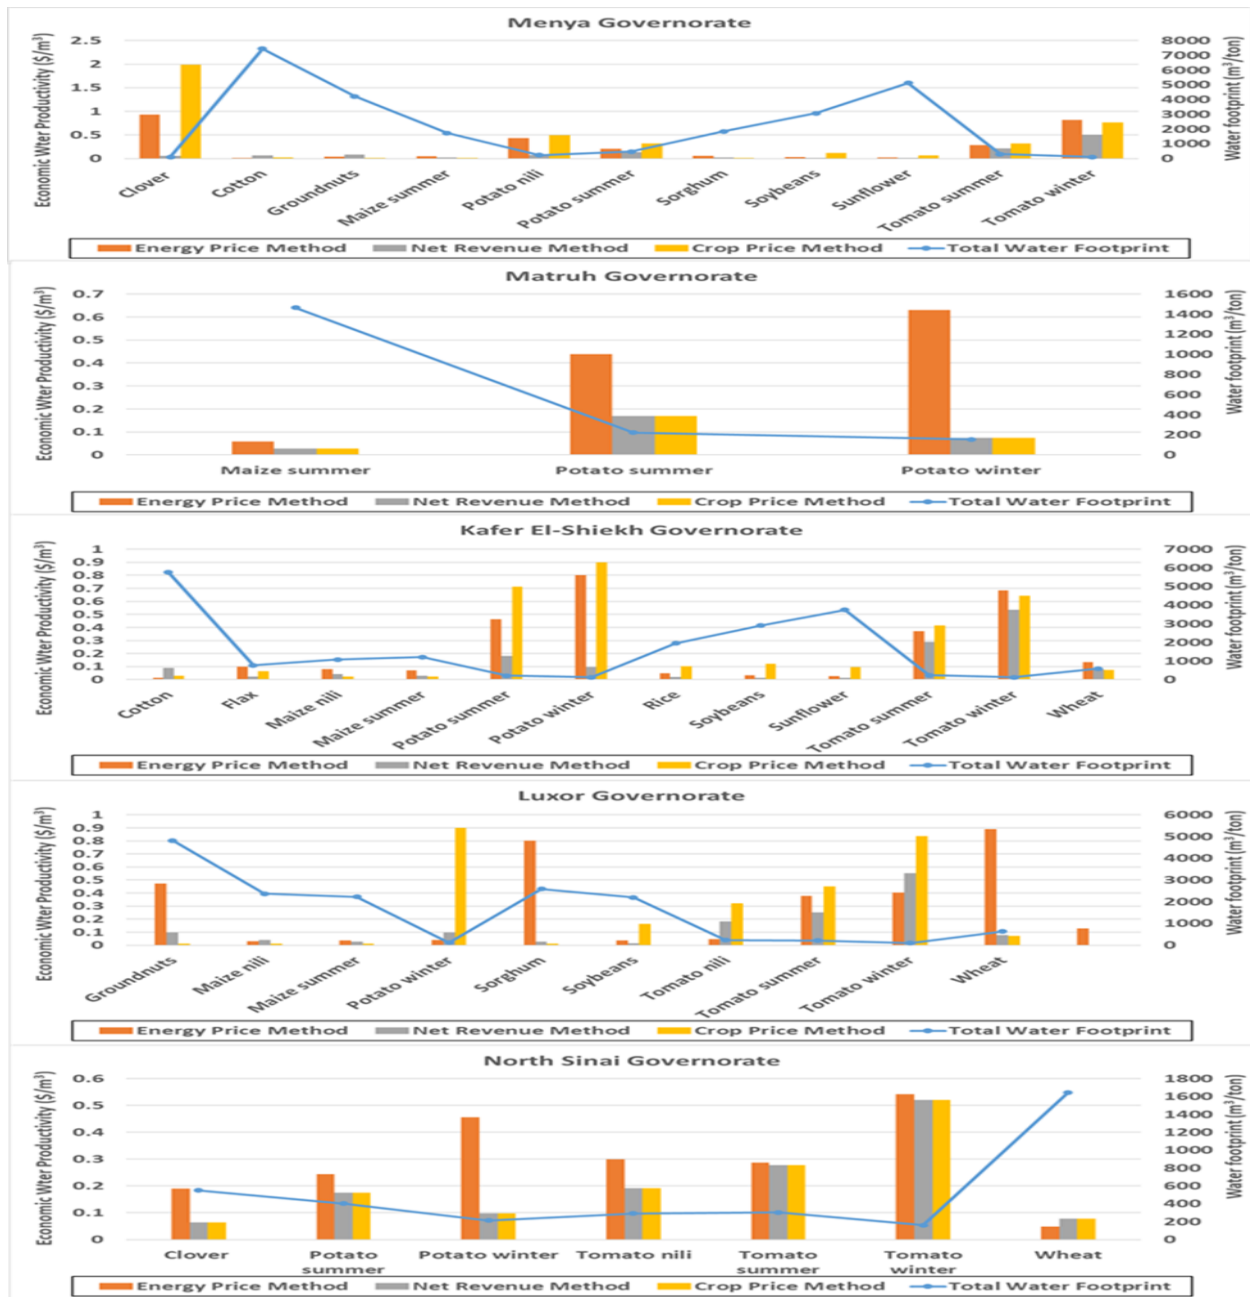 Menya Governorate
Economic Wter Productivity ($/m³)
2.5
2
1.5
1
0.5
0
8000
7000
6000
5000
4000
3000
2000
1000
0
Water footprint (m³/ton)
Clover
Cotton
Groundnuts
Maize summer
Potato nili
Potato summer
Sorghum
Soybeans
Sunflower
Tomato summer
Tomato winter
Energy Price Method Net Revenue Method Crop Price Method Total Water Footprint
Matruh Governorate
Economic Wter Productivity ($/m³)
0.7
0.6
0.5
0.4
0.3
0.2
0.1
0
1600
1400
1200
1000
800
600
400
200
0
Water footprint (m³/ton)
Maize summer Potato summer Potato winter
Energy Price Method Net Revenue Method Crop Price Method Total Water Footprint
Kafer El-Shiekh Governorate
Economic Wter Productivity ($/m³)
1
0.9
0.8
0.7
0.6
0.5
0.4
0.3
0.2
0.1
0
7000
6000
5000
4000
3000
2000
1000
0
Water footprint (m³/ton)
Cotton
Flax
Maize nili
Maize summer
Potato summer
Potato winter
Rice
Soybeans
Sunflower
Tomato summer
Tomato winter
Wheat
Energy Price Method Net Revenue Method Crop Price Method Total Water Footprint
Luxor Governorate
Economic Wter Productivity ($/m³)
1
0.9
0.8
0.7
0.6
0.5
0.4
0.3
0.2
0.1
0
6000
5000
4000
3000
2000
1000
0
Water footprint (m³/ton)
Groundnuts
Maize nili
Maize summer
Potato winter
Sorghum
Soybeans
Tomato nili
Tomato summer
Tomato winter
Wheat
Energy Price Method Net Revenue Method Crop Price Method Total Water Footprint
North Sinai Governorate
Economic Wter Productivity ($/m³)
0.6
0.5
0.4
0.3
0.2
0.1
0
1800
1600
1400
1200
1000
800
600
400
200
0
Water footprint (m³/ton)
Clover Potato Potato winter Tomato nili Tomato Tomato Wheat
summer summer winter
Energy Price Method Net Revenue Method Crop Price Method Total Water Footprint